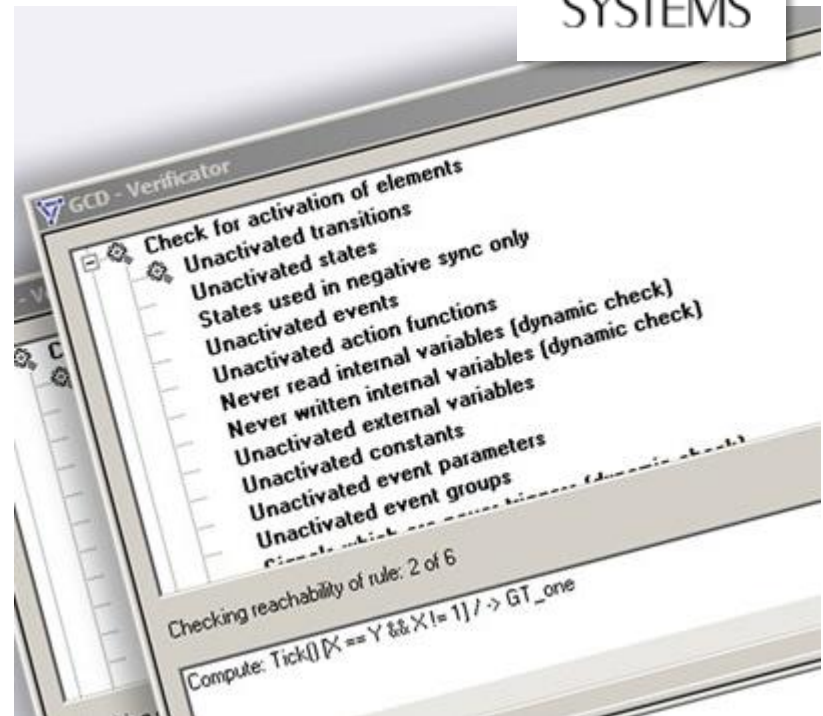 SYSTEMS
GCD - Verificator
Check for activation of elements
Unactivated transitions
Unactivated states
States used in negative sync only
Unactivated events
Unactivated action functions
Never read internal variables (dynamic check)
Never written internal variables (dynamic check)
Unactivated external variables
Unactivated constants
Unactivated event parameters
Unactivated event groups
Checking reachability of rule: 2 of 6
Compute: Tick() [X == Y && X != 1] / -> GT_one